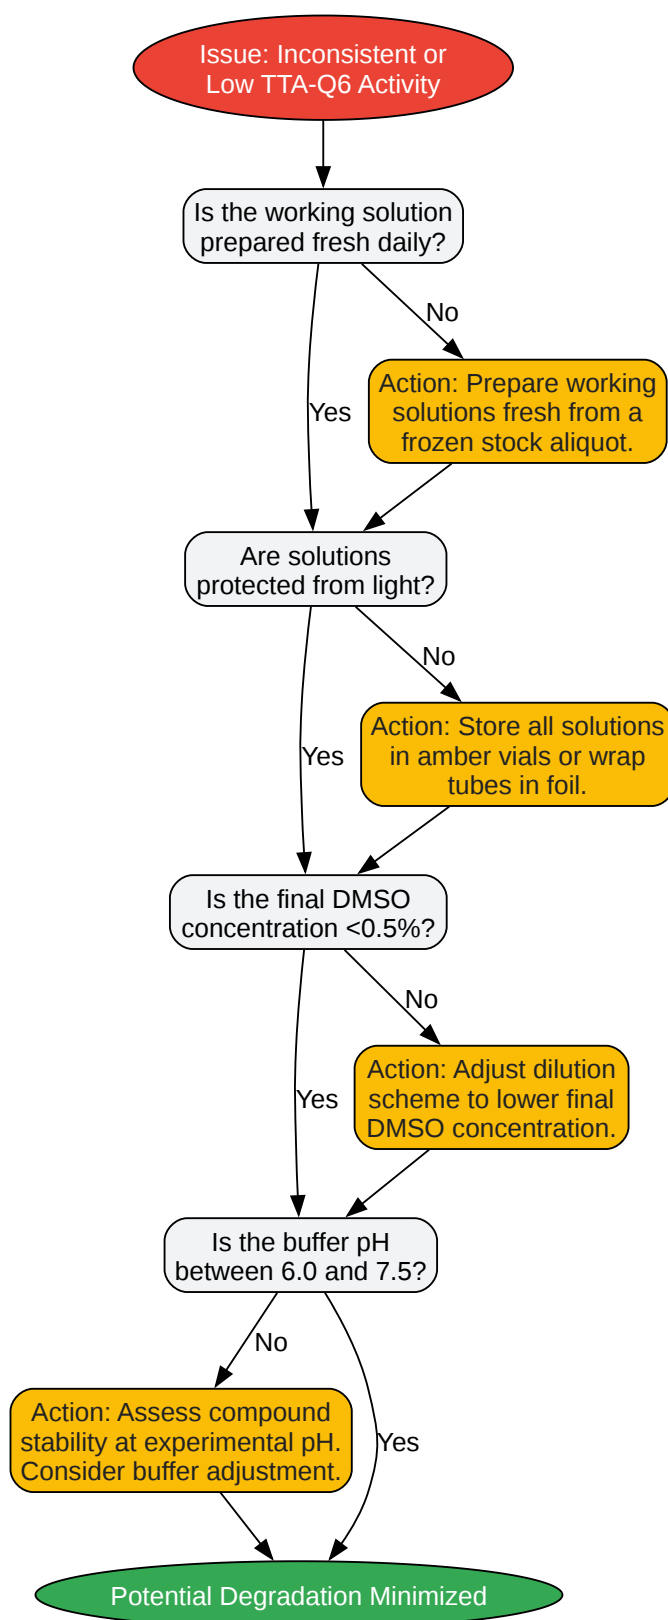 Issue: Inconsistent or
Low TTA-Q6 Activity
Is the working solution
prepared fresh daily?
No
Action: Prepare working
solutions fresh from a
frozen stock aliquot.
Yes
Are solutions
protected from light?
No
Action: Store all solutions
in amber vials or wrap
tubes in foil.
Yes
Is the final DMSO
concentration <0.5%?
No
Action: Adjust dilution
scheme to lower final
DMSO concentration.
Yes
Is the buffer pH
between 6.0 and 7.5?
No
Action: Assess compound
stability at experimental pH.
Consider buffer adjustment.
Yes
Potential Degradation Minimized